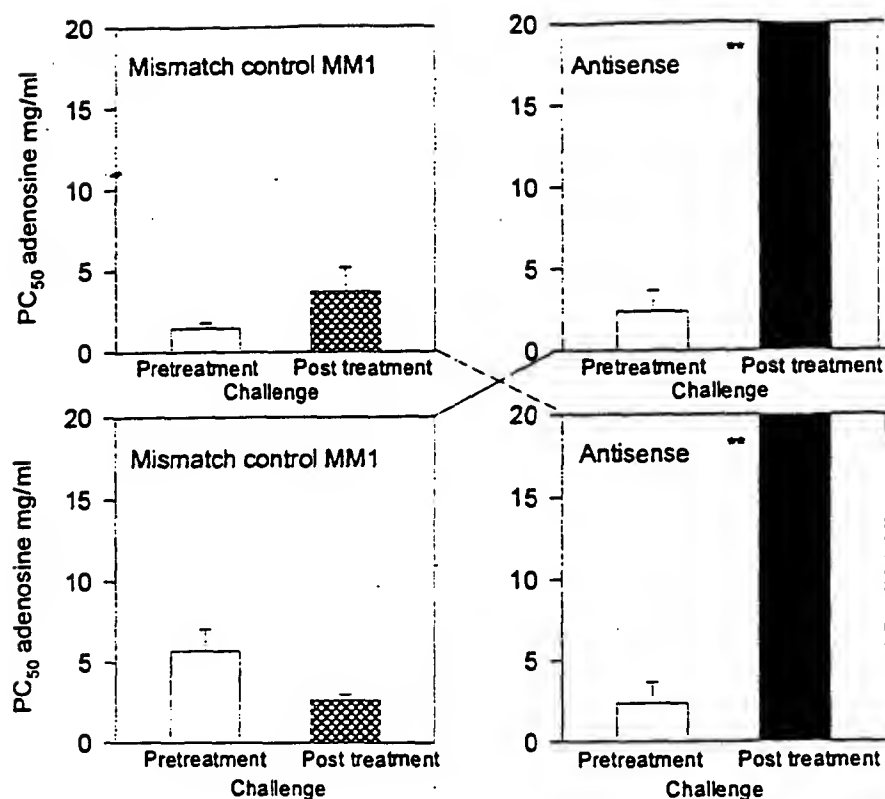 20
15
10
5
0
PC50 adenosine mg/ml
Mismatch control MM1
Pretreatment Post treatment
Challenge
20
15
10
5
0
Antisense **
Pretreatment Post treatment
Challenge
20
15
10
5
0
PC50 adenosine mg/ml
Mismatch control MM1
Pretreatment Post treatment
Challenge
20
15
10
5
0
Antisense **
Pretreatment Post treatment
Challenge